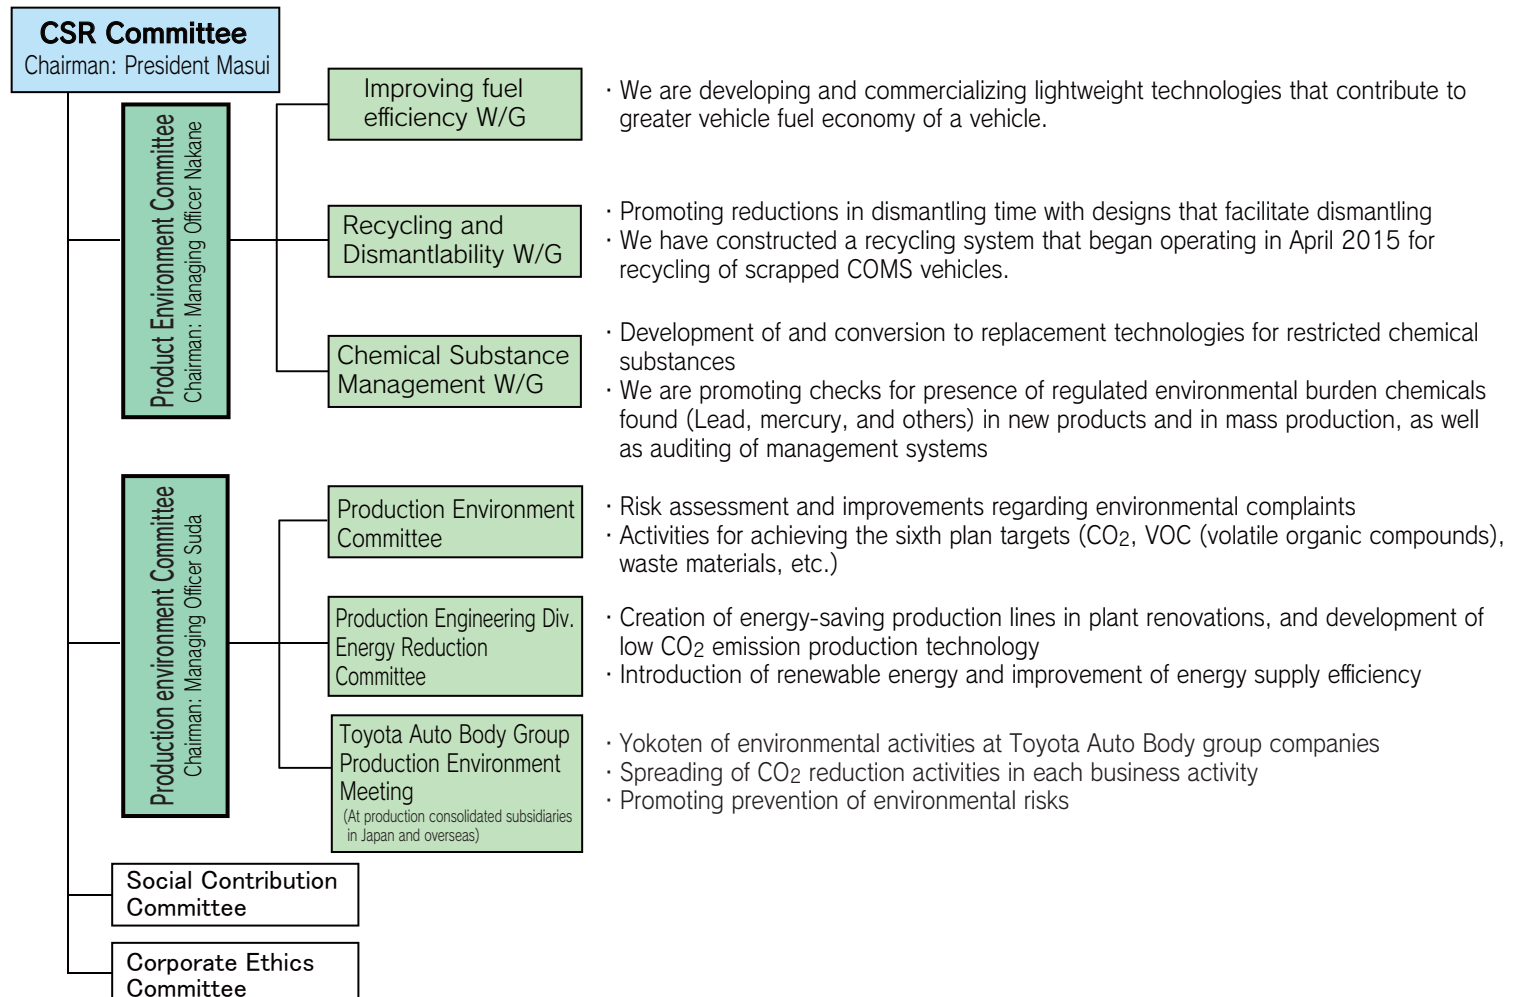 CSR Committee
Chairman: President Masui
Product Environment Committee
Chairman: Managing Officer Nakane
Improving fuel
efficiency W/G
· We are developing and commercializing lightweight technologies that contribute to
greater vehicle fuel economy of a vehicle.
Recycling and
Dismantlability W/G
· Promoting reductions in dismantling time with designs that facilitate dismantling
· We have constructed a recycling system that began operating in April 2015 for
recycling of scrapped COMS vehicles.
Chemical Substance
Management W/G
· Development of and conversion to replacement technologies for restricted chemical
substances
· We are promoting checks for presence of regulated environmental burden chemicals
found (Lead, mercury, and others) in new products and in mass production, as well
as auditing of management systems
Production environment Committee
Chairman: Managing Officer Suda
Production Environment
Committee
· Risk assessment and improvements regarding environmental complaints
· Activities for achieving the sixth plan targets (CO2, VOC (volatile organic compounds),
waste materials, etc.)
Production Engineering Div.
Energy Reduction
Committee
· Creation of energy-saving production lines in plant renovations, and development of
low CO2 emission production technology
· Introduction of renewable energy and improvement of energy supply efficiency
Toyota Auto Body Group
Production Environment
Meeting
(At production consolidated subsidiaries
in Japan and overseas)
· Yokoten of environmental activities at Toyota Auto Body group companies
· Spreading of CO2 reduction activities in each business activity
· Promoting prevention of environmental risks
Social Contribution
Committee
Corporate Ethics
Committee